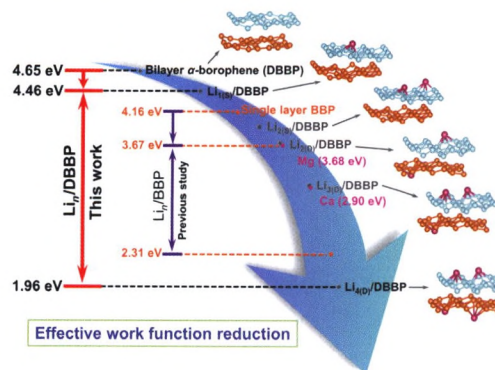 4.65 eV
Bilayer α-borophene (DBBP)
4.46 eV
Li1(S)/DBBP
4.16 eV
Single layer BBP
Li2(S)/DBBP
3.67 eV
Li2(D)/DBBP
Mg (3.68 eV)
Li3(D)/DBBP
Ca (2.90 eV)
Lin/DBBP
This work
Lin/BBP
Previous study
2.31 eV
1.96 eV
Li4(D)/DBBP
Effective work function reduction